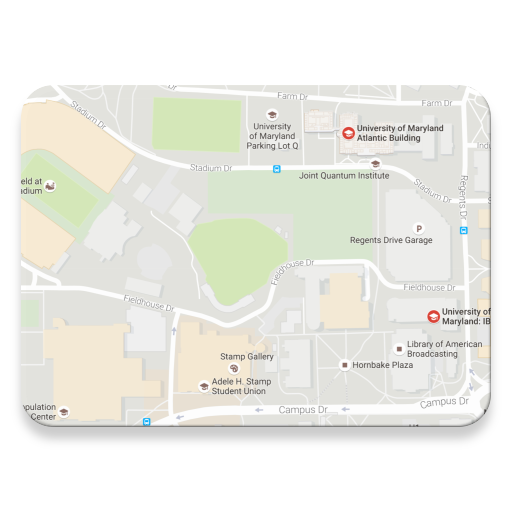 Dr
Farm Dr
Farm Dr
Stadium Dr
University
of Maryland
Parking Lot Q
University of Maryland
Atlantic Building
Stadium Dr
Joint Quantum Institute
Stadium Dr
Regents Dr
eld at
dium
Regents Drive Garage
P
Fieldhouse Dr
Fieldhouse Dr
Fieldhouse Dr
University of
Maryland: IB
Library of American
Broadcasting
Stamp Gallery
Hornbake Plaza
Adele H. Stamp
Student Union
opulation
Center
Campus Dr
Campus Dr